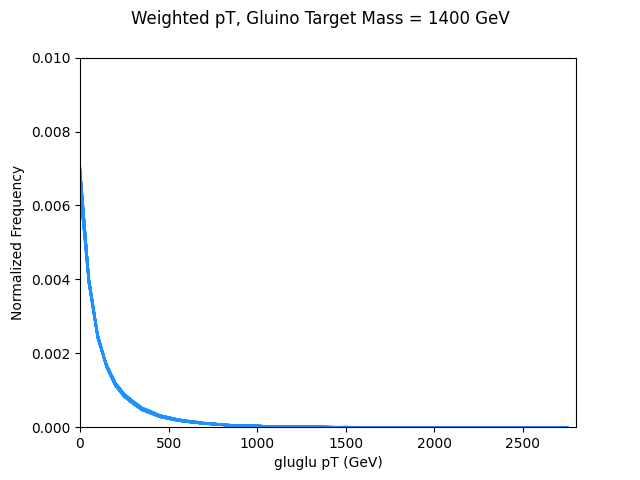 Weighted pT, Gluino Target Mass = 1400 GeV
Normalized Frequency
0.010
0.008
0.006
0.004
0.002
0.000
0 500 1000 1500 2000 2500
gluglu pT (GeV)